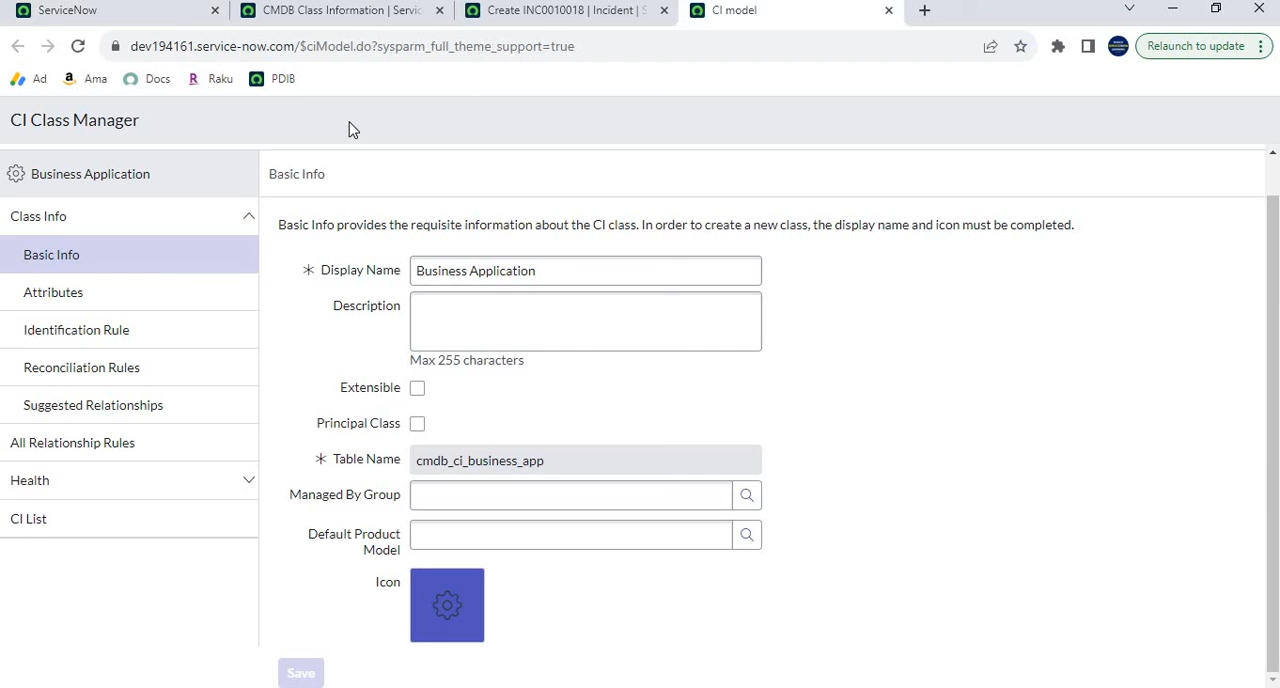 ServiceNow
CMDB Class Information | Servic
Create INC0010018 | Incident | S
CI model
dev194161.service-now.com/$ciModel.do?sysparm_full_theme_support=true
Relaunch to update
Ad
Ama
Docs
Raku
PDIB
CI Class Manager
Business Application
Class Info
Basic Info
Attributes
Identification Rule
Reconciliation Rules
Suggested Relationships
All Relationship Rules
Health
CI List
Basic Info
Basic Info provides the requisite information about the CI class. In order to create a new class, the display name and icon must be completed.
Display Name
Business Application
Description
Max 255 characters
Extensible
Principal Class
Table Name
cmdb_ci_business_app
Managed By Group
Default Product
Model
Icon
Save